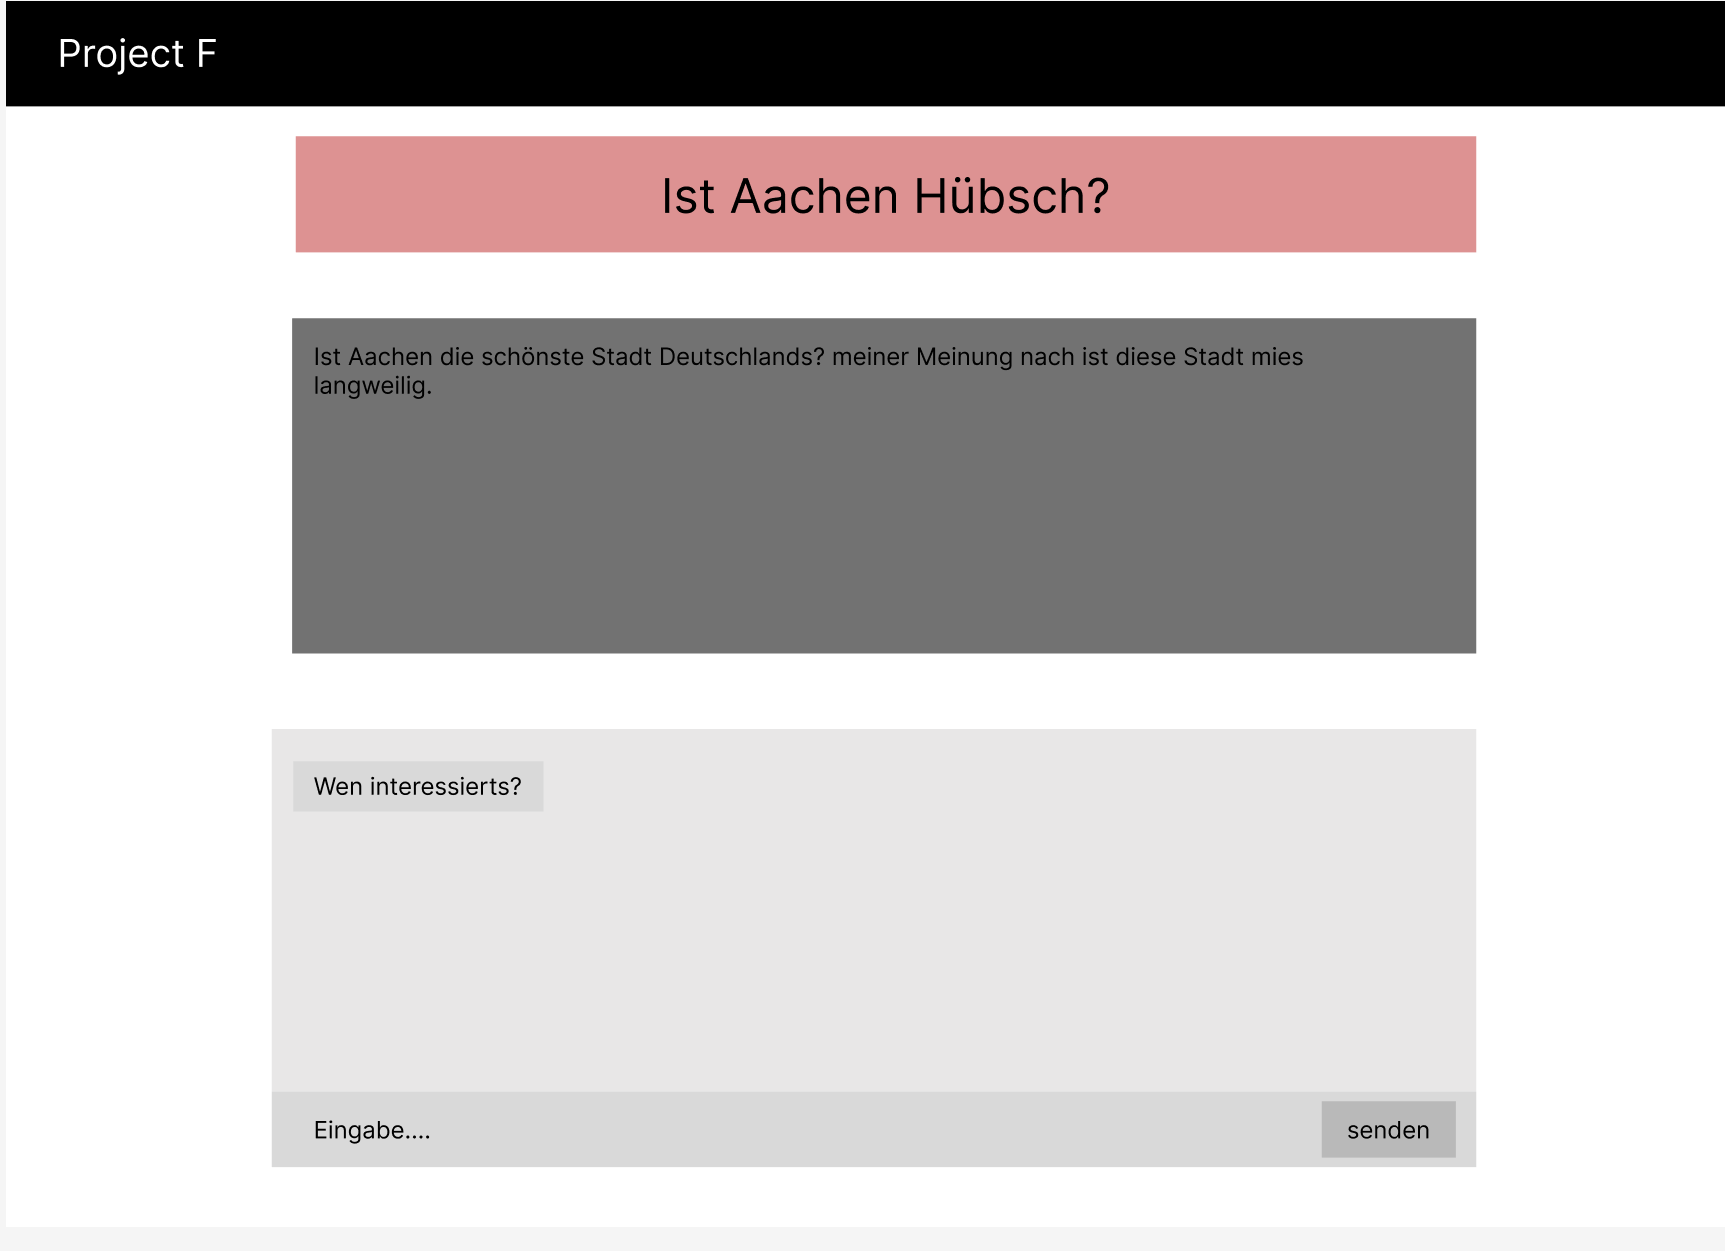 Project F
Ist Aachen Hübsch?
Ist Aachen die schönste Stadt Deutschlands? meiner Meinung nach ist diese Stadt mies
langweilig.
Wen interessierts?
Eingabe....
senden